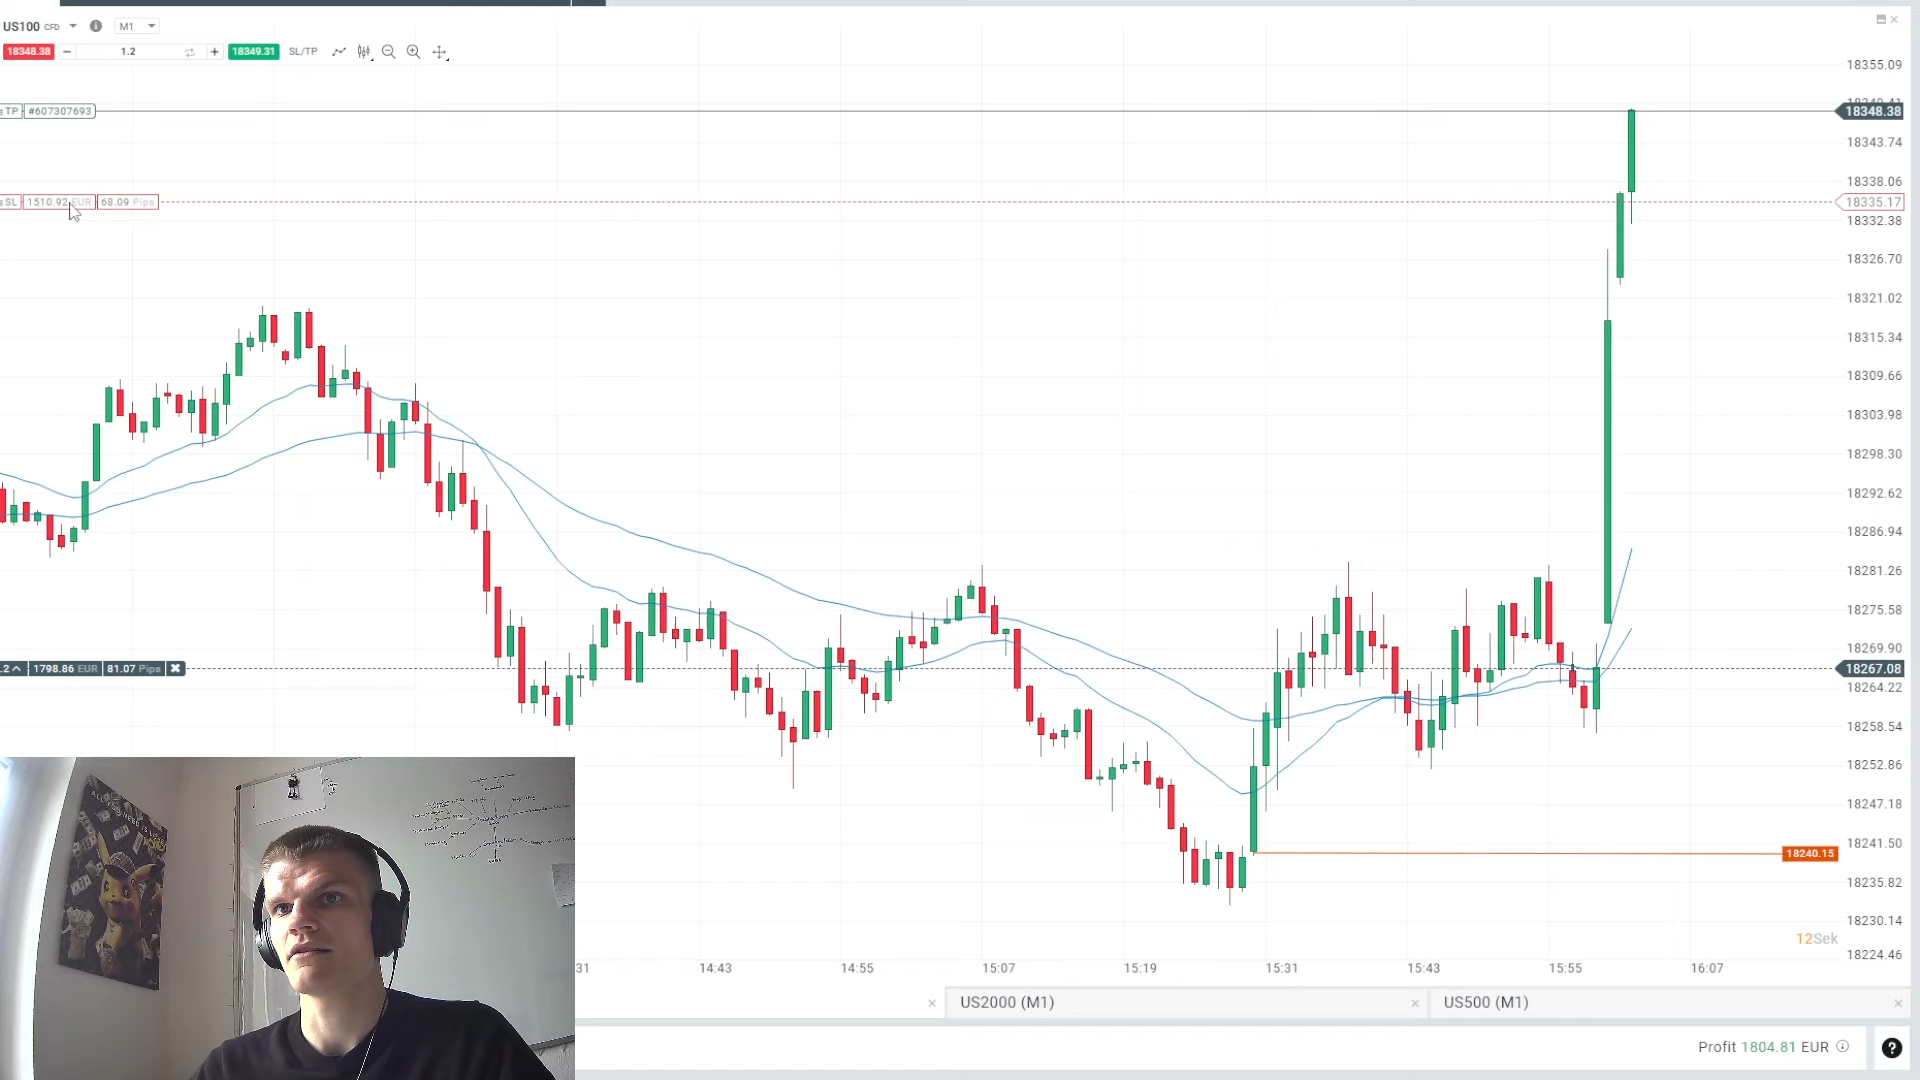 US100 CFD M1
18348.38 1.2 18349.31 SL/TP
18355.09
TP #607307693 18348.38
18343.74
18338.06
SL 1510.92 EUR 68.09 Pips 18335.17
18332.38
18326.70
18321.02
18315.34
18309.66
18303.98
18298.30
18292.62
18286.94
18281.26
18275.58
18269.90
.2 1798.86 EUR 81.07 Pips 18267.08
18264.22
18258.54
18252.86
18247.18
18241.50
18240.15
18235.82
18230.14
12Sek
18224.46
31 14:43 14:55 15:07 15:19 15:31 15:43 15:55 16:07
US2000 (M1) US500 (M1)
Profit 1804.81 EUR